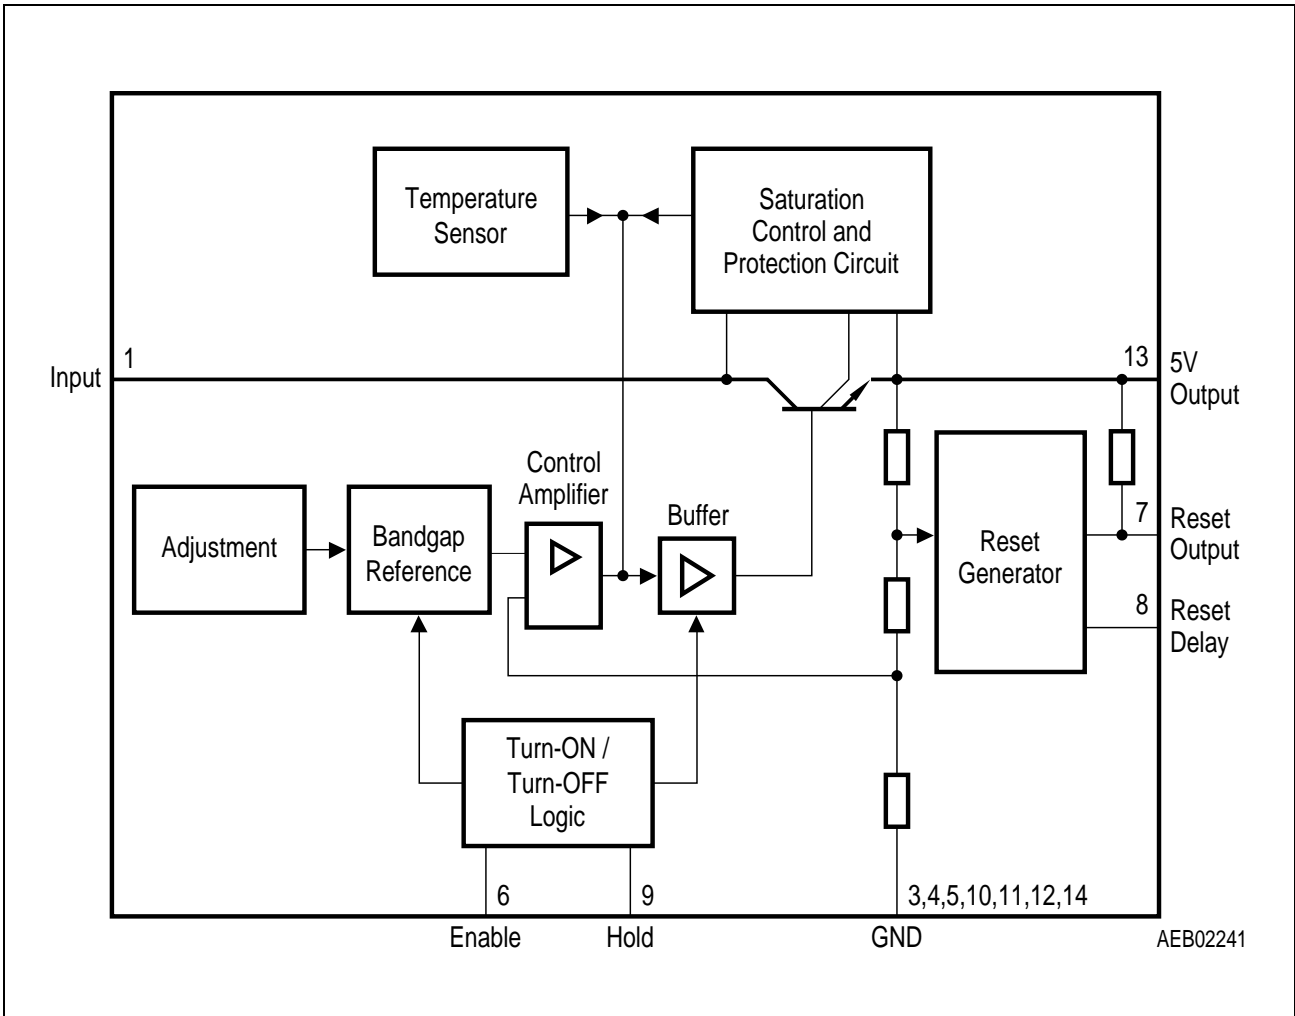 Temperature
Sensor
Saturation
Control and
Protection Circuit
Input
1
13
5V
Output
Control
Amplifier
Buffer
Adjustment
Bandgap
Reference
Reset
Generator
7
Reset
Output
8
Reset
Delay
Turn-ON /
Turn-OFF
Logic
6
9
3,4,5,10,11,12,14
Enable
Hold
GND
AEB02241